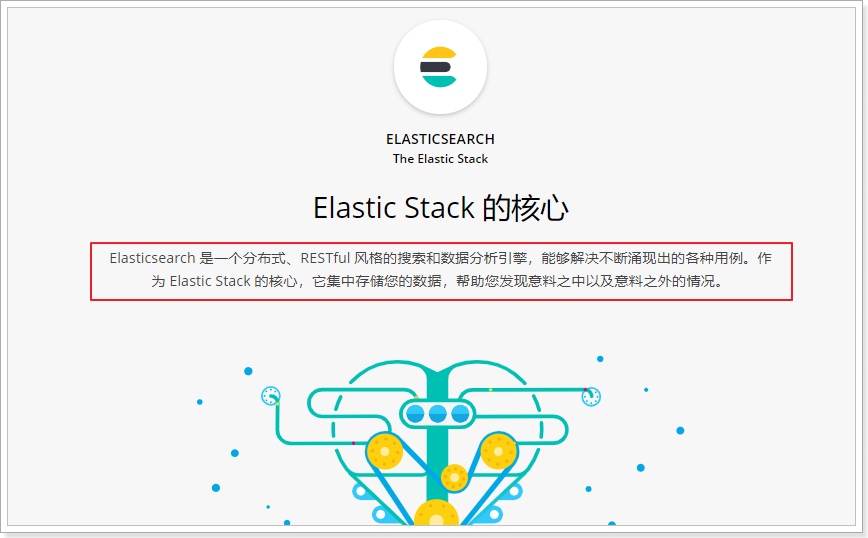 ELASTICSEARCH
The Elastic Stack
Elastic Stack 的核心
Elasticsearch 是一个分布式、RESTful 风格的搜索和数据分析引擎，能够解决不断涌现出的各种用例。作
为 Elastic Stack 的核心，它集中存储您的数据，帮助您发现意料之中以及意料之外的情况。